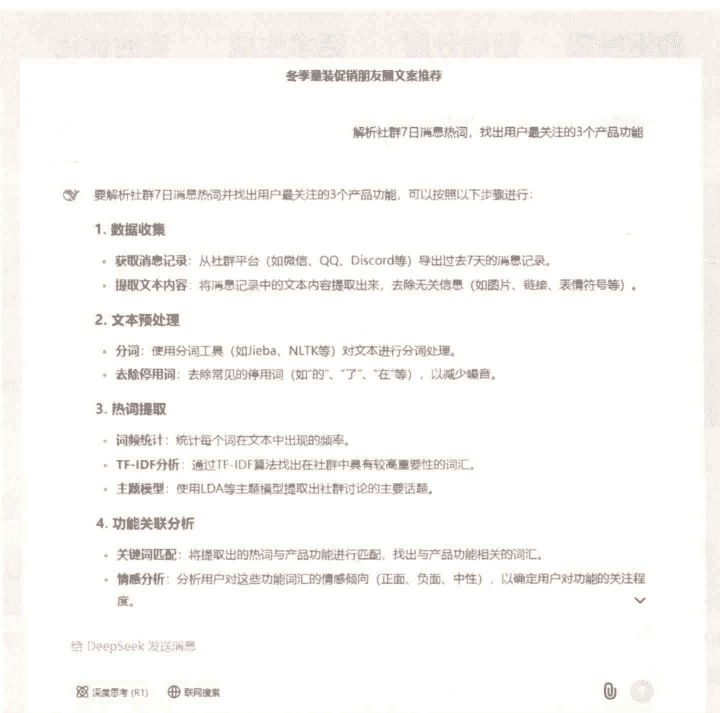 冬季童装促销朋友圈文案推荐
解析社群7日消息热词，找出用户最关注的3个产品功能
要解析社群7日消息热词并找出用户最关注的3个产品功能，可以按照以下步骤进行：
1. 数据收集
• 获取消息记录：从社群平台（如微信、QQ、Discord等）导出过去7天的消息记录。
• 提取文本内容：将消息记录中的文本内容提取出来，去除无关信息（如图片、链接、表情符号等）。
2. 文本预处理
• 分词：使用分词工具（如Jieba、NLTK等）对文本进行分词处理。
• 去除停用词：去除常见的停用词（如“的”、“了”、“在”等），以减少噪音。
3. 热词提取
• 词频统计：统计每个词在文本中出现的频率。
• TF-IDF分析：通过TF-IDF算法找出在社群中具有较高重要性的词汇。
• 主题模型：使用LDA等主题模型提取出社群讨论的主要话题。
4. 功能关联分析
• 关键词匹配：将提取出的热词与产品功能进行匹配，找出与产品功能相关的词汇。
• 情感分析：分析用户对这些功能词汇的情感倾向（正面、负面、中性），以确定用户对功能的关注程
度。
给 DeepSeek 发送消息
深度思考 (R1) 联网搜索